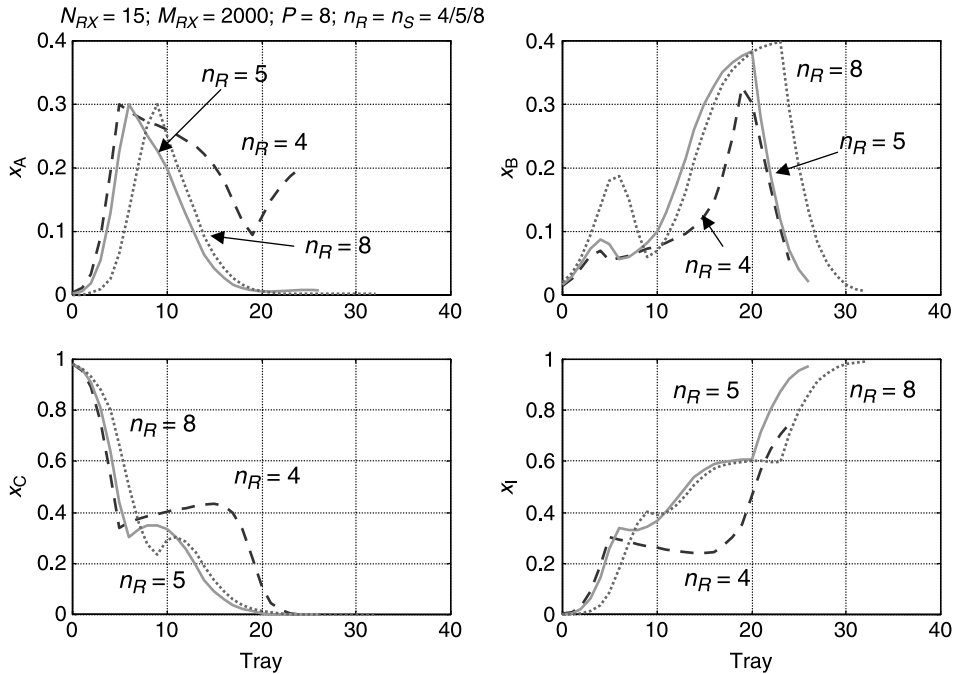 N_RX = 15; M_RX = 2000; P = 8; n_R = n_S = 4/5/8
0.4
0.3
0.2
0.1
0
x_A
n_R = 5
n_R = 4
n_R = 8
0 10 20 30 40
0.4
0.3
0.2
0.1
0
x_B
n_R = 8
n_R = 5
n_R = 4
0 10 20 30 40
1
0.8
0.6
0.4
0.2
0
x_C
n_R = 8
n_R = 4
n_R = 5
0 10 20 30 40
Tray
1
0.8
0.6
0.4
0.2
0
x_I
n_R = 5
n_R = 8
n_R = 4
0 10 20 30 40
Tray